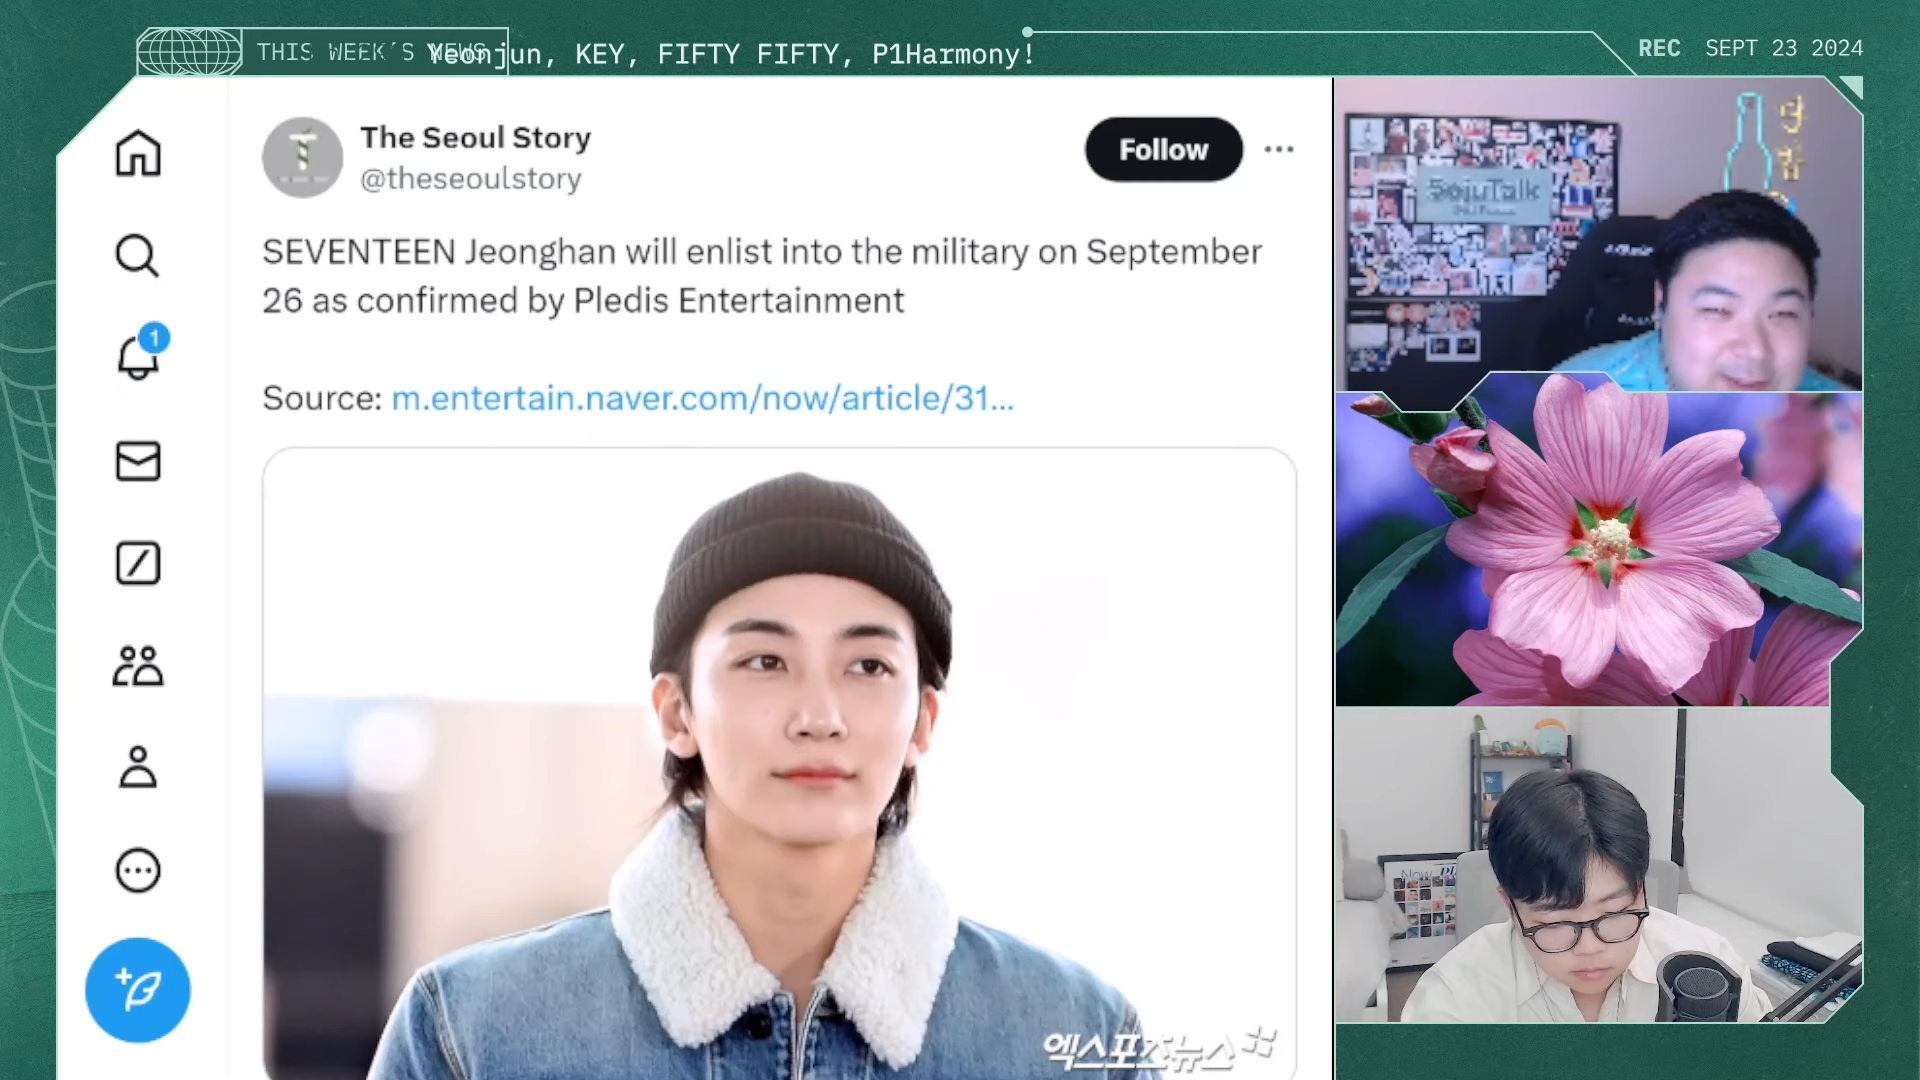 THIS WEEK'S NEWS
Yeonjun, KEY, FIFTY FIFTY, P1Harmony!
REC SEPT 23 2024
The Seoul Story
@theseoulstory
Follow
SEVENTEEN Jeonghan will enlist into the military on September
26 as confirmed by Pledis Entertainment
Source: m.entertain.naver.com/now/article/31...
1
엑스포츠뉴스
SojuTalk
Now